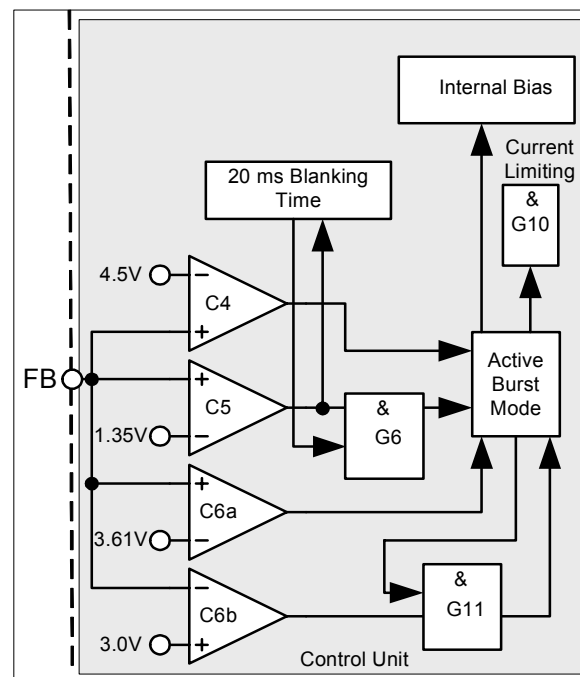 Internal Bias
Current
Limiting
20 ms Blanking
Time
&
G10
4.5V
−
C4
+
FB
+
C5
−
1.35V
&
G6
Active
Burst
Mode
+
C6a
−
3.61V
−
C6b
+
3.0V
&
G11
Control Unit